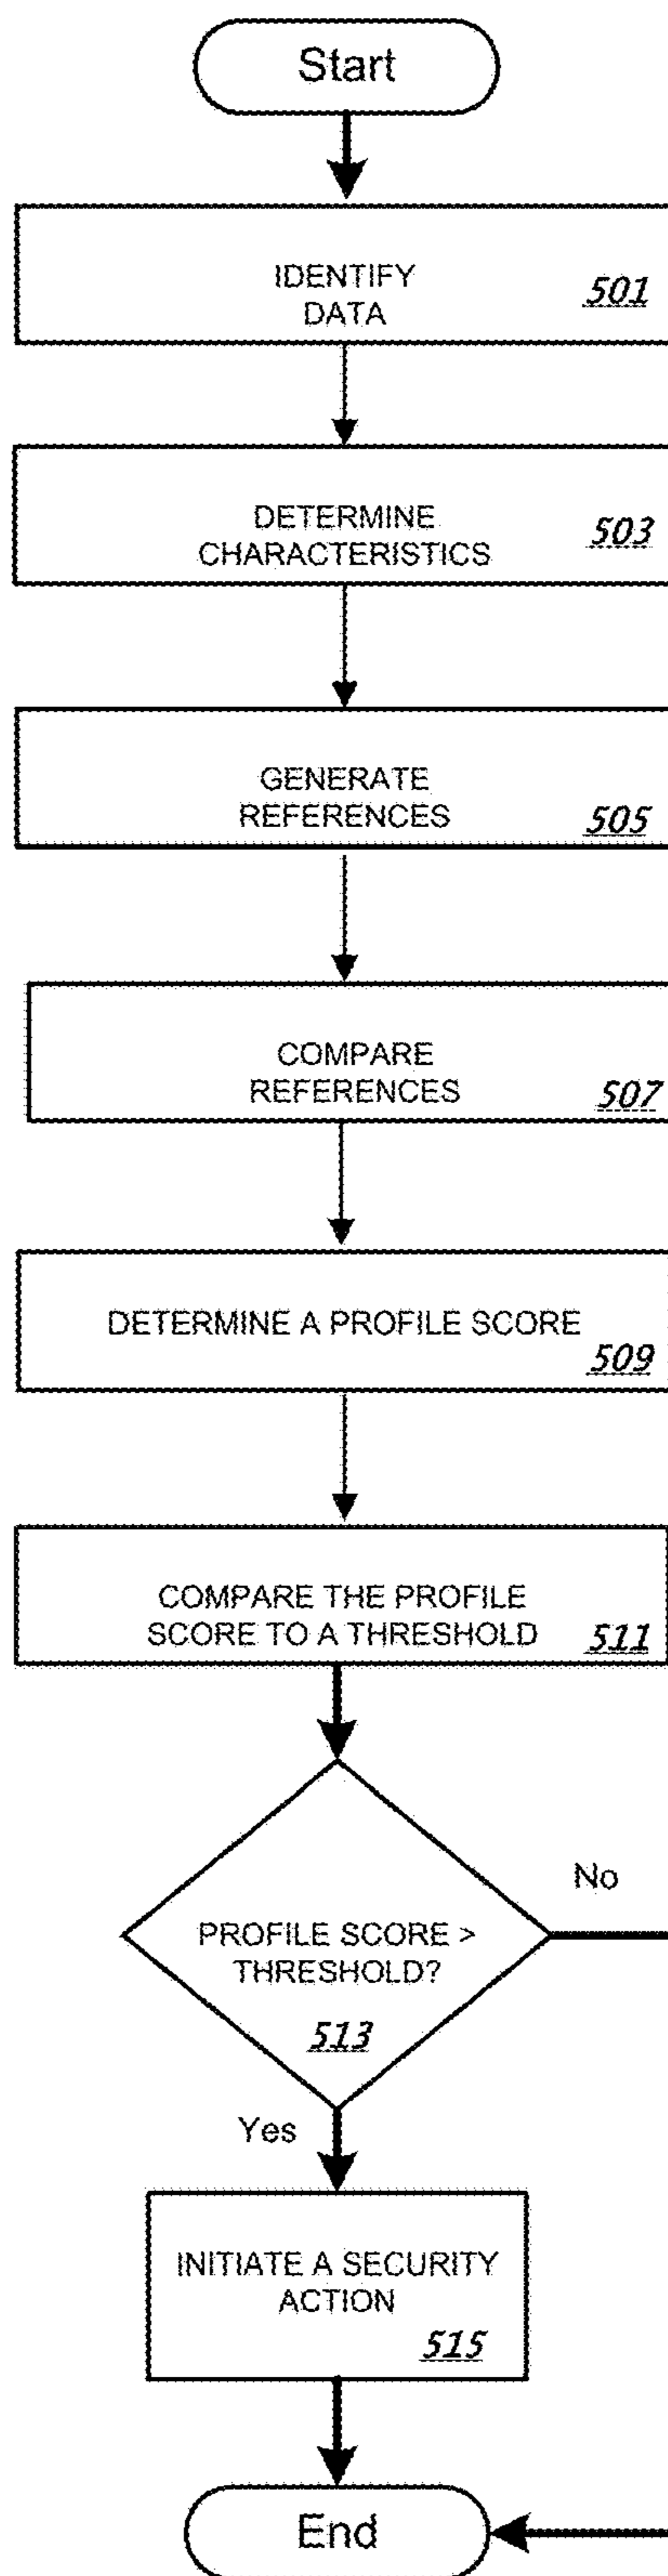 Start
IDENTIFY
DATA
501
DETERMINE
CHARACTERISTICS
503
GENERATE
REFERENCES
505
COMPARE
REFERENCES
507
DETERMINE A PROFILE SCORE
509
COMPARE THE PROFILE
SCORE TO A THRESHOLD
511
No
PROFILE SCORE >
THRESHOLD?
513
Yes
INITIATE A SECURITY
ACTION
515
End